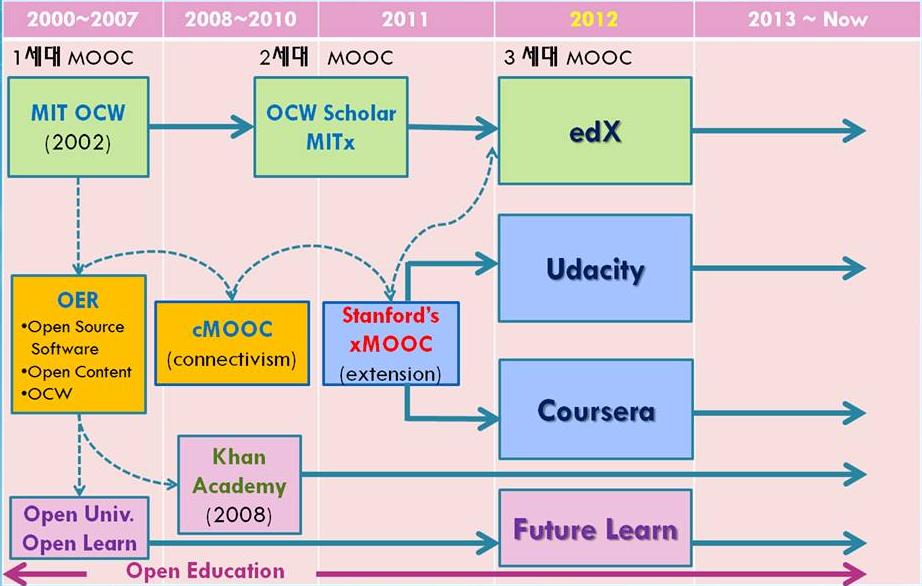 2000~2007
2008~2010
2011
2012
2013 ~ Now
1세대 MOOC
2세대 MOOC
3 세대 MOOC
MIT OCW
(2002)
OCW Scholar
MITx
edX
Udacity
OER
•Open Source
Software
•Open Content
•OCW
cMOOC
(connectivism)
Stanford's
xMOOC
(extension)
Coursera
Khan
Academy
(2008)
Open Univ.
Open Learn
Future Learn
Open Education